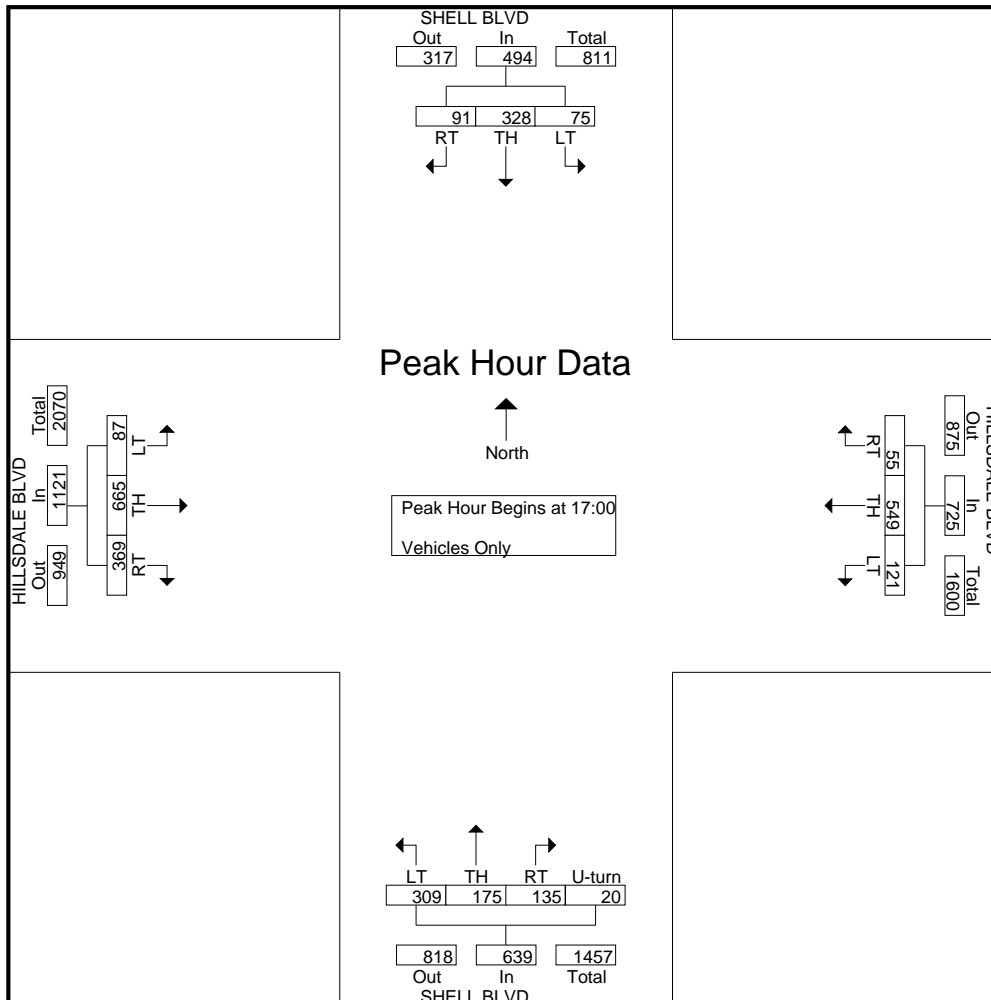 SHELL BLVD
Out In Total
317 494 811
91 328 75
RT TH LT
Peak Hour Data
North
Peak Hour Begins at 17:00
Vehicles Only
HILLSDALE BLVD
Out In Total
949 1121 2070
369 665 87
RT TH LT
HILLSDALE BLVD
Out In Total
875 725 1600
55 549 121
RT TH LT
LT TH RT U-turn
309 175 135 20
818 639 1457
Out In Total
SHELL BLVD